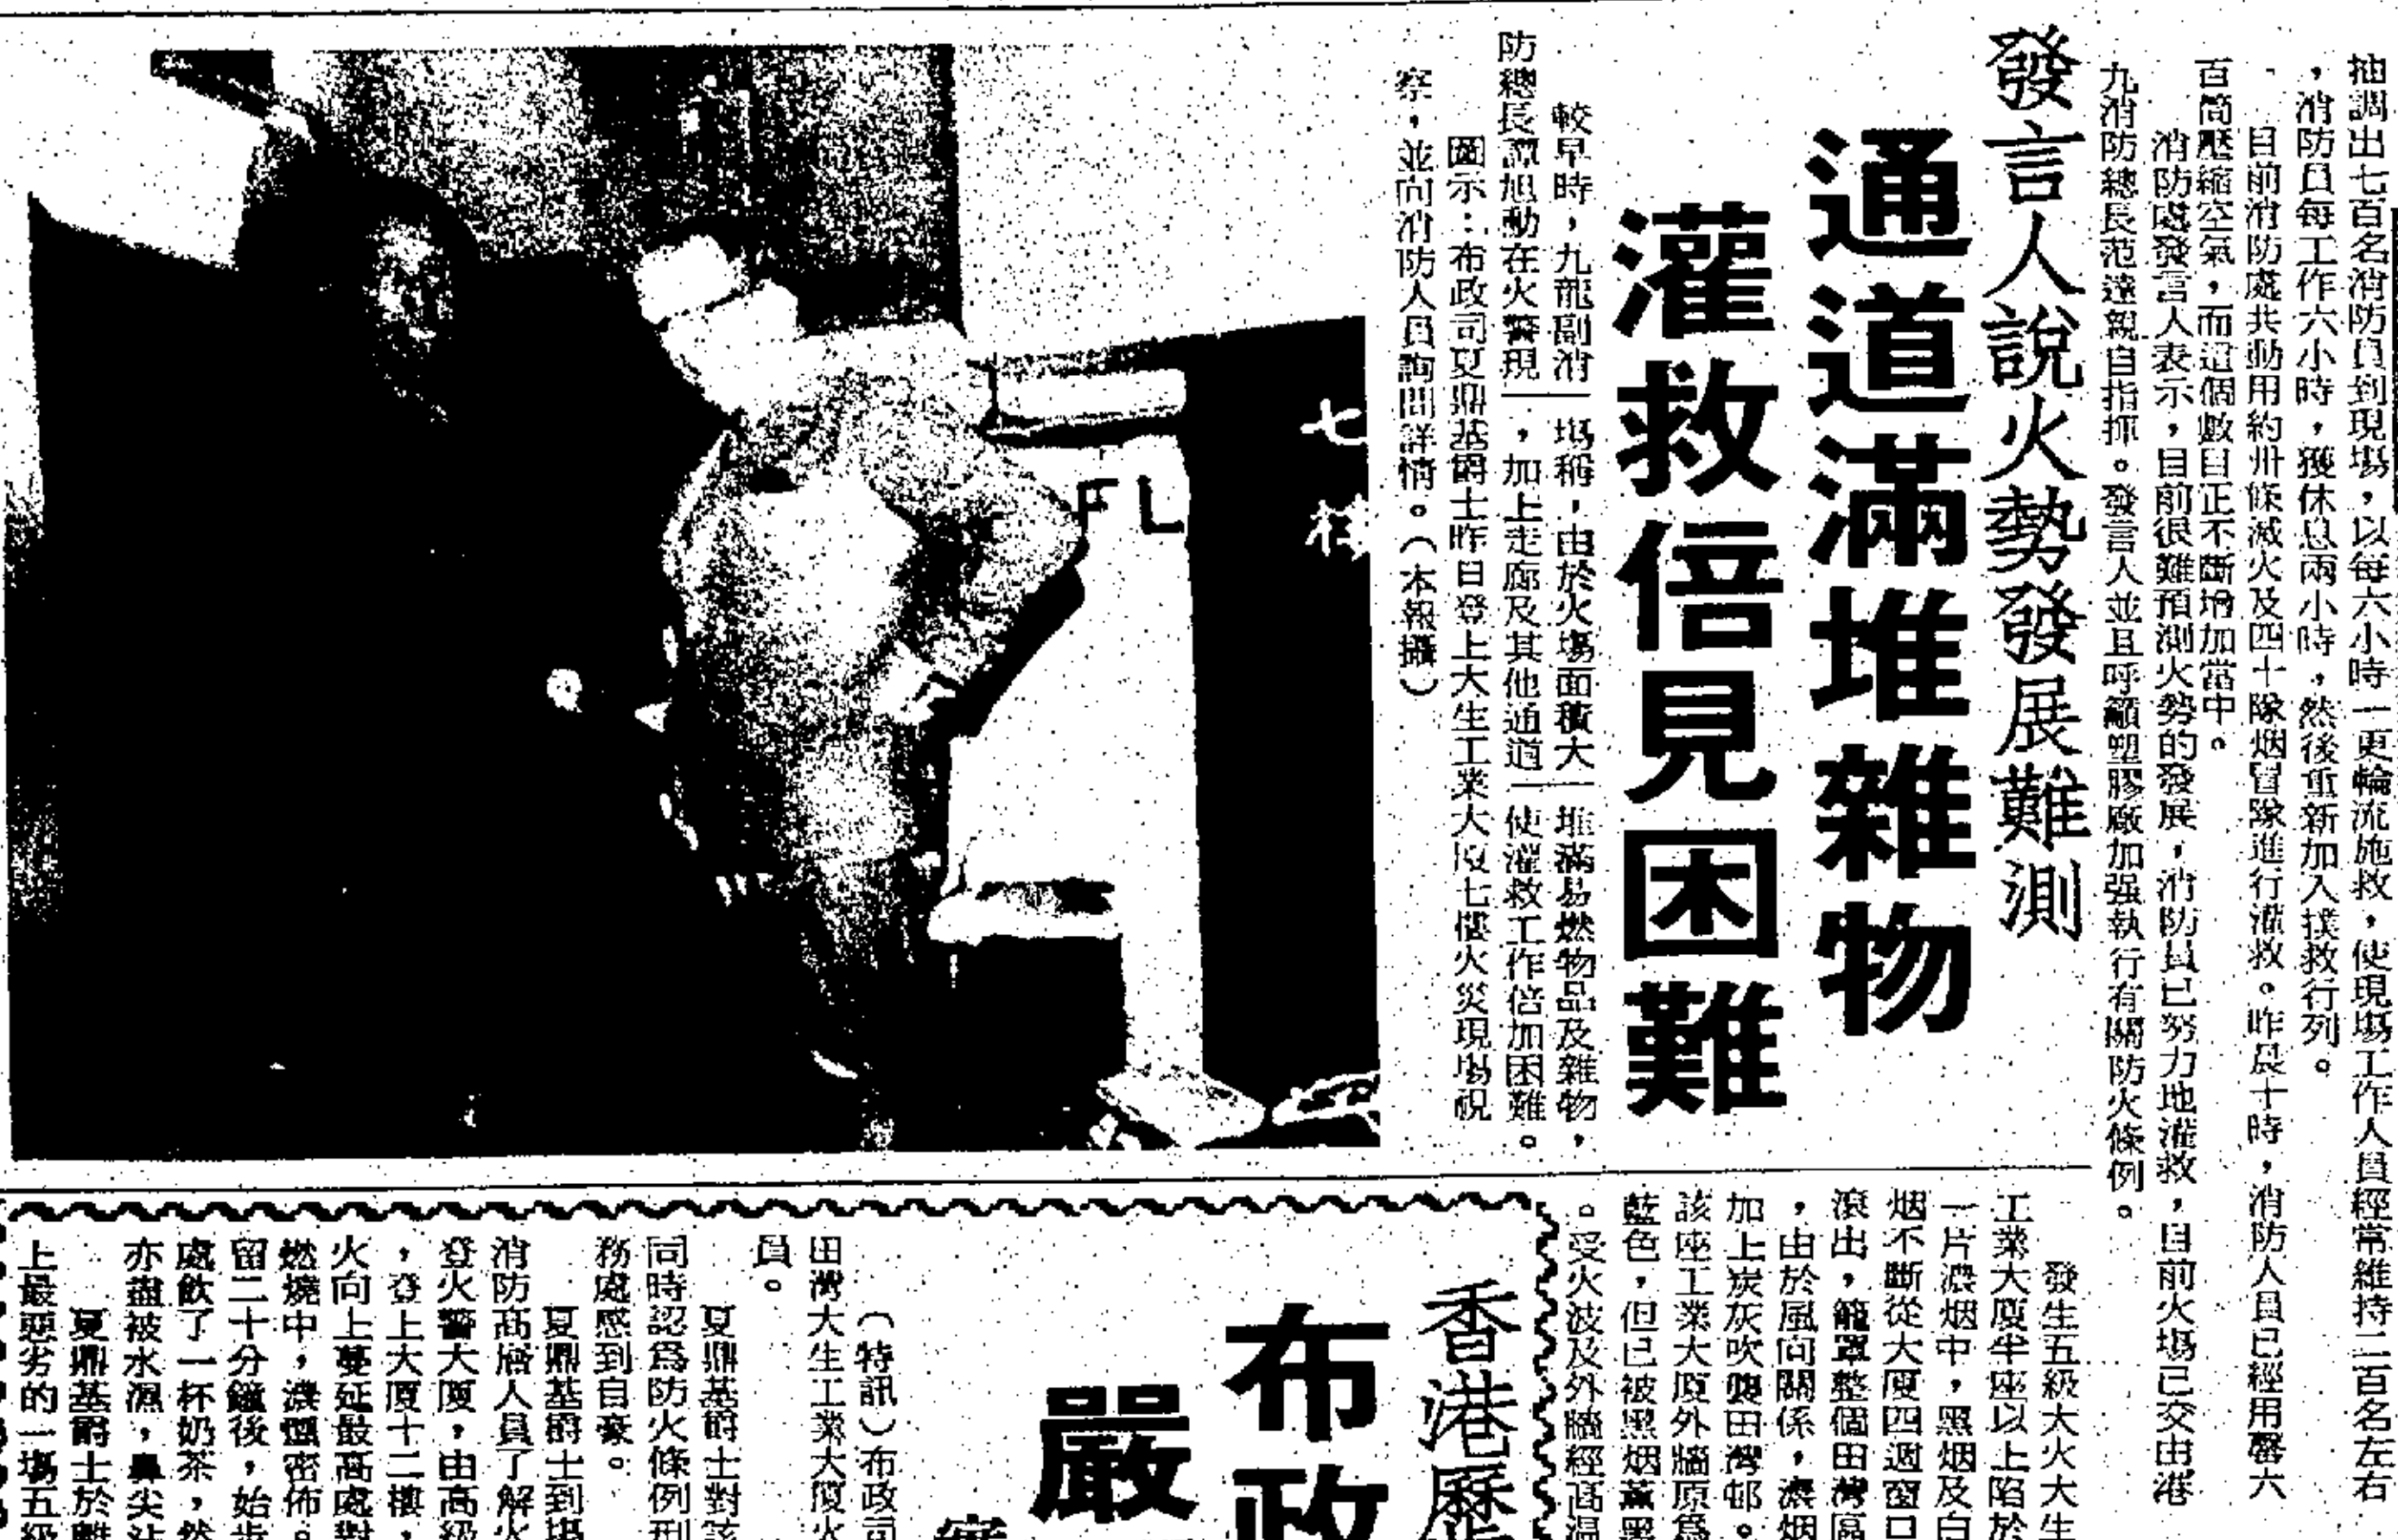 抽調出七百名消防員到現場，以每六小時一更輪流施救，使現場工作人員經常維持二百名左右
，消防員每工作六小時，獲休息兩小時，然後重新加入撲救行列。
目前消防處共動用約卅條滅火及四十隊烟冒隊進行灌救。昨晨十時，消防人員已經用罄六
百筒壓縮空氣，而這個數目正不斷增加當中。
消防處發言人表示，目前很難預測火勢的發展，消防員已努力地灌救，目前火場已交由港
九消防總長范達親自指揮。發言人並且呼籲塑膠廠加强執行有關防火條例。
發言人說火勢發展難測
通道滿堆雜物
灌救倍見困難
較早時，九龍副消
防總長譚旭動在火警現
場稱，由於火場面積大
，加上走廊及其他通道
堆滿易燃物品及雜物，
使灌救工作倍加困難。
圖示：布政司夏鼎基爵士昨日登上大生工業大廈七樓火災現場視
察，並向消防人員詢問詳情。（本報攝）
七樓
FL
發生五級大火大生
工業大廈半座以上陷於
一片濃烟中，黑烟及白
烟不斷從大廈四週窗口
滾出，籠罩整個田灣區
，由於風向關係，濃烟
加上炭灰吹襲田灣邨。
該座工業大廈外牆原爲
藍色，但已被黑烟薰黑
。受火波及外牆經高温
香港歷
布政
嚴
（特訊）布政司
田灣大生工業大廈火
員。
夏鼎基爵士對該
同時認爲防火條例刑
務處感到自豪。
夏鼎基爵士到塲
消防高層人員了解火
登火警大廈，由高級
，登上大廈十二樓，
火向上蔓延最高處對
燃燒中，濃烟密佈。
留二十分鐘後，始步
處飲了一杯奶茶，然
亦盡被水濕，鼻尖沾
夏鼎基爵士於離
上最惡劣的一場五級